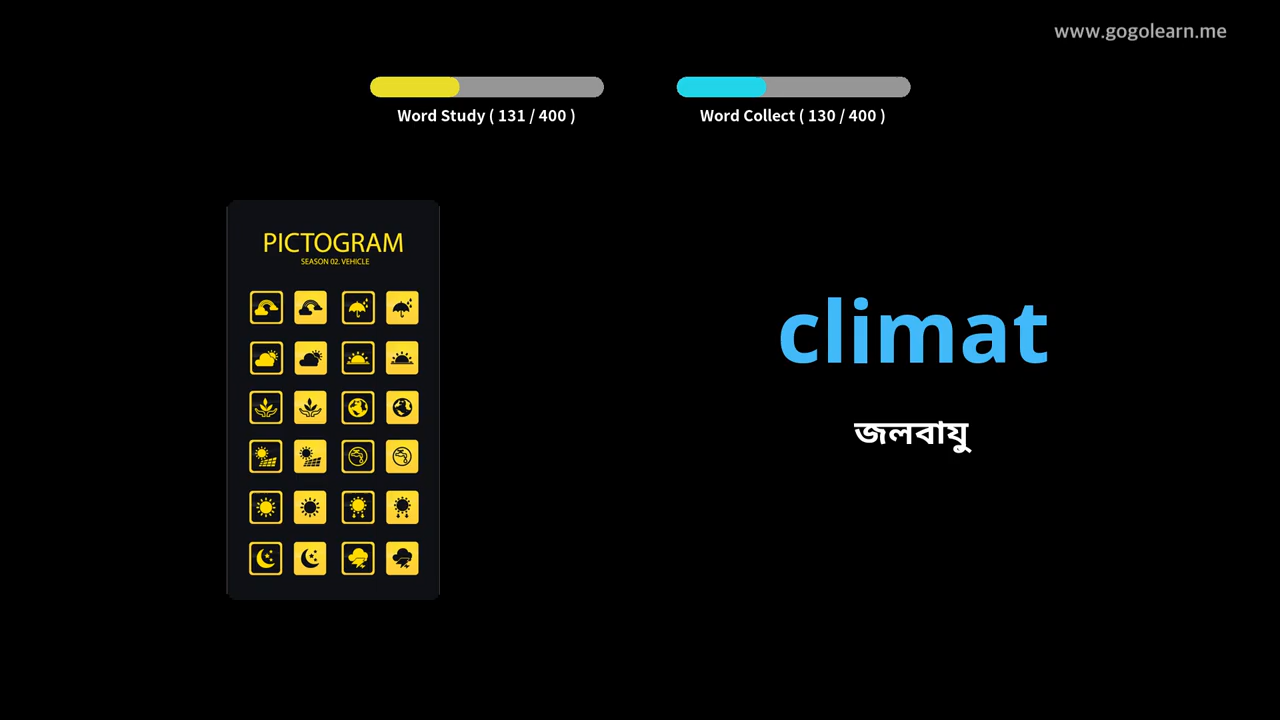 www.gogolearn.me
Word Study ( 131 / 400 )
Word Collect ( 130 / 400 )
PICTOGRAM
SEASON 02. VEHICLE
climat
জলবায়ু